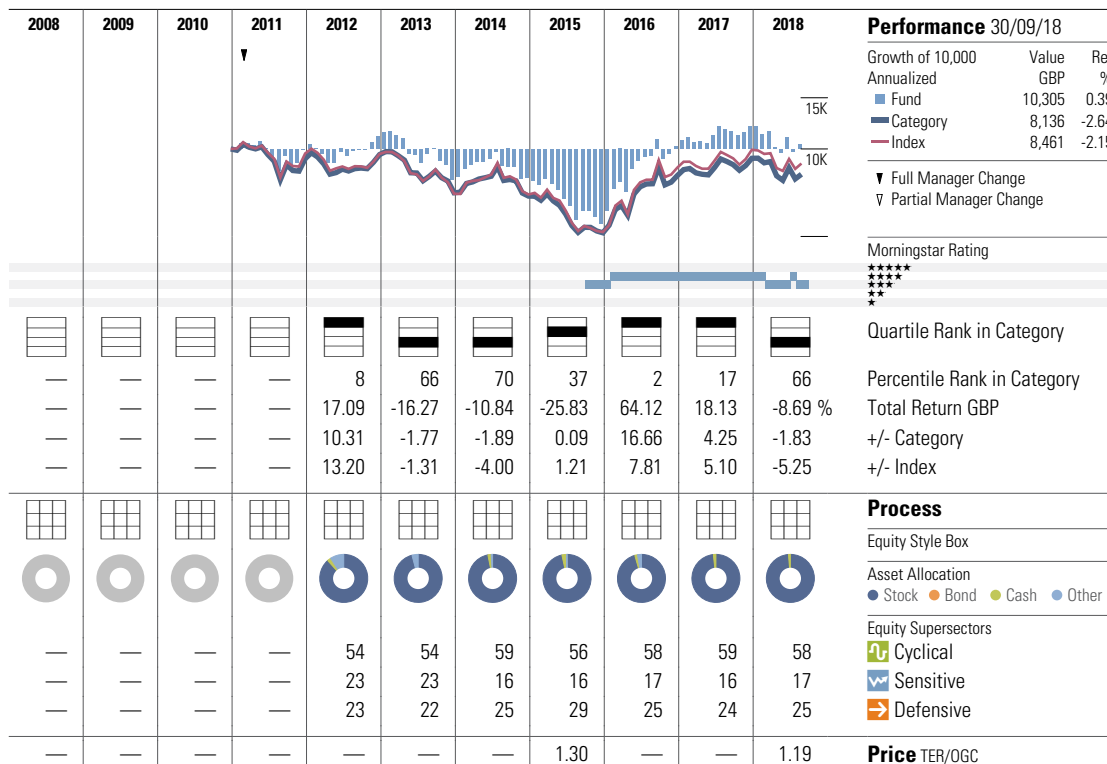 2008 2009 2010 2011 2012 2013 2014 2015 2016 2017 2018
Performance 30/09/18
Growth of 10,000 Value
Annualized GBP
Fund 10,305
Category 8,136
Index 8,461
15K
10K
Full Manager Change
Partial Manager Change
Morningstar Rating
★★★★★
★★★★
★★★
★★
★
Quartile Rank in Category
— — — — 8 66 70 37 2 17 66 Percentile Rank in Category
— — — — 17.09 -16.27 -10.84 -25.83 64.12 18.13 -8.69 % Total Return GBP
— — — — 10.31 -1.77 -1.89 0.09 16.66 4.25 -1.83 +/- Category
— — — — 13.20 -1.31 -4.00 1.21 7.81 5.10 -5.25 +/- Index
Process
Equity Style Box
Asset Allocation
Stock Bond Cash Other
Equity Supersectors
— — — — 54 54 59 56 58 59 58 Cyclical
— — — — 23 23 16 16 17 16 17 Sensitive
— — — — 23 22 25 29 25 24 25 Defensive
— — — — — — — 1.30 — — 1.19 Price TER/OGC